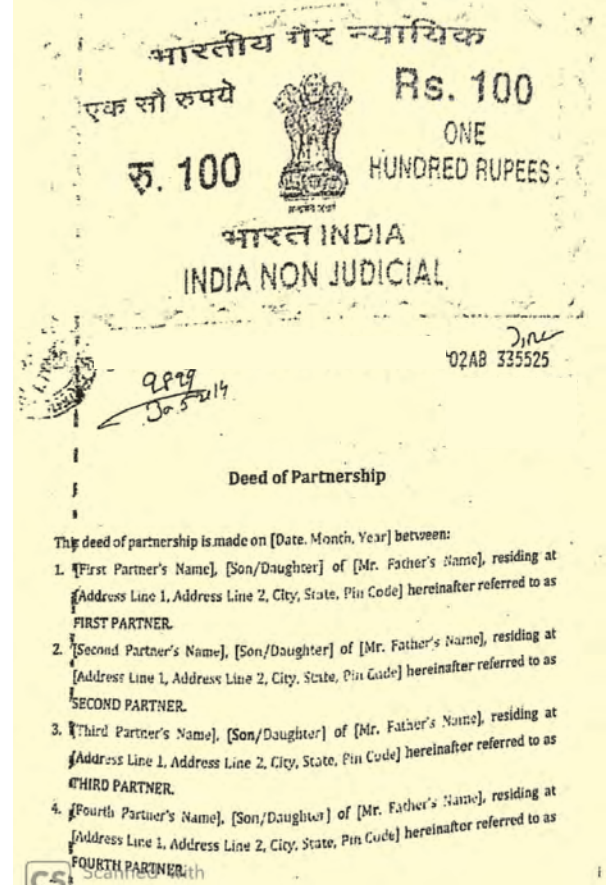 भारतीय गैर न्यायिक
एक सौ रुपये
Rs. 100
रु. 100
ONE
HUNDRED RUPEES
भारत INDIA
INDIA NON JUDICIAL
02AB 335525
Deed of Partnership
This deed of partnership is made on [Date. Month, Year] between:
1. [First Partner's Name], [Son/Daughter] of [Mr. Father's Name], residing at
[Address Line 1, Address Line 2, City, State, Pin Code] hereinafter referred to as
FIRST PARTNER.
2. [Second Partner's Name], [Son/Daughter] of [Mr. Father's Name], residing at
[Address Line 1, Address Line 2, City, State, Pin Code] hereinafter referred to as
SECOND PARTNER.
3. [Third Partner's Name], [Son/Daughter] of [Mr. Father's Name], residing at
[Address Line 1, Address Line 2, City, State, Pin Code] hereinafter referred to as
THIRD PARTNER.
4. [Fourth Partner's Name], [Son/Daughter] of [Mr. Father's Name], residing at
[Address Line 1, Address Line 2, City, State, Pin Code] hereinafter referred to as
FOURTH PARTNER.
CS Scanned with